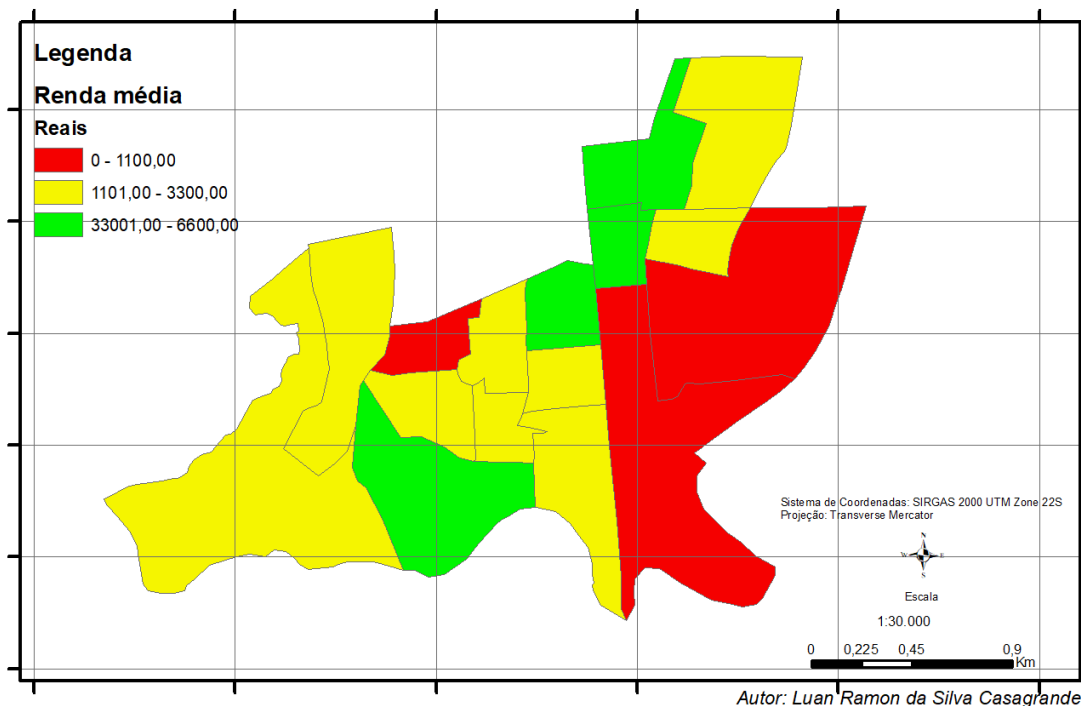 Legenda
Renda média
Reais
0 - 1100,00
1101,00 - 3300,00
33001,00 - 6600,00
Sistema de Coordenadas: SIRGAS 2000 UTM Zone 22S
Projeção: Transverse Mercator
N
W E
S
Escala
1:30.000
0 0,225 0,45 0,9
Km
Autor: Luan Ramon da Silva Casagrande